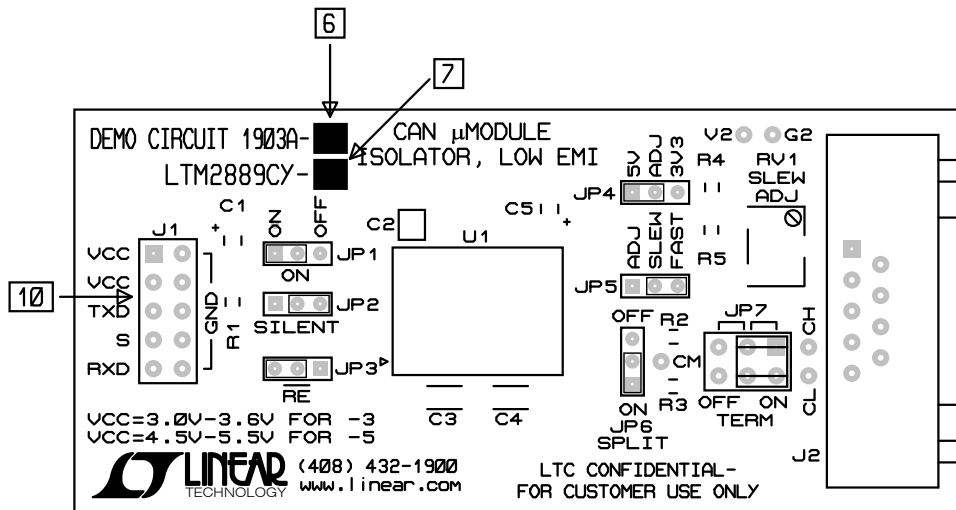 6
7
DEMO CIRCUIT 1903A-
LTM2889CY-
CAN µMODULE
ISOLATOR, LOW EMI
V2
G2
R4
RV1
SLEW
ADJ
5V
ADJ
3V3
JP4
C1
+
ON
OFF
C2
C5
+
J1
U1
VCC
JP1
ON
ADJ
SLEW
FAST
R5
VCC
JP5
10
TXD
GND
R1
JP2
SILENT
OFF
R2
JP7
CH
S
RXD
JP3
RE
CM
ON
R3
OFF
ON
TERM
CL
C3
C4
JP6
SPLIT
J2
VCC=3.0V-3.6V FOR -3
VCC=4.5V-5.5V FOR -5
LT LINEAR
TECHNOLOGY
(408) 432-1900
www.linear.com
LTC CONFIDENTIAL-
FOR CUSTOMER USE ONLY